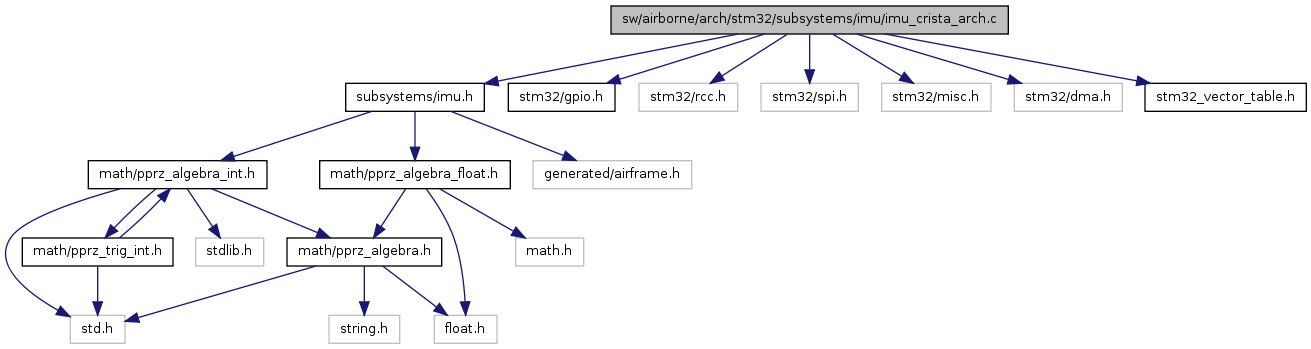 sw/airborne/arch/stm32/subsystems/imu/imu_crista_arch.c
subsystems/imu.h
stm32/gpio.h
stm32/rcc.h
stm32/spi.h
stm32/misc.h
stm32/dma.h
stm32_vector_table.h
math/pprz_algebra_int.h
math/pprz_algebra_float.h
generated/airframe.h
math/pprz_trig_int.h
stdlib.h
math/pprz_algebra.h
math.h
std.h
string.h
float.h